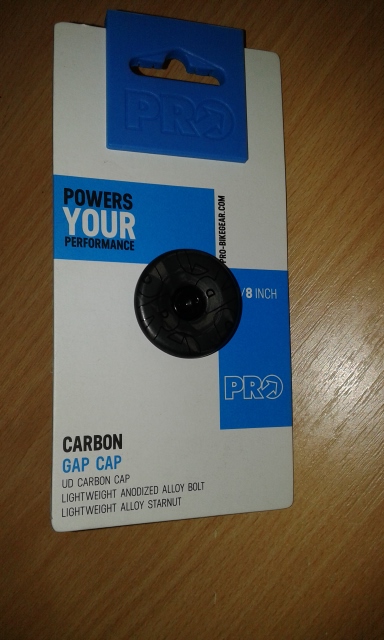 PRO
POWERS
YOUR
PERFORMANCE
PRO-BIKEGEAR.COM
/8 INCH
PRO
CARBON
GAP CAP
UD CARBON CAP
LIGHTWEIGHT ANODIZED ALLOY BOLT
LIGHTWEIGHT ALLOY STARNUT